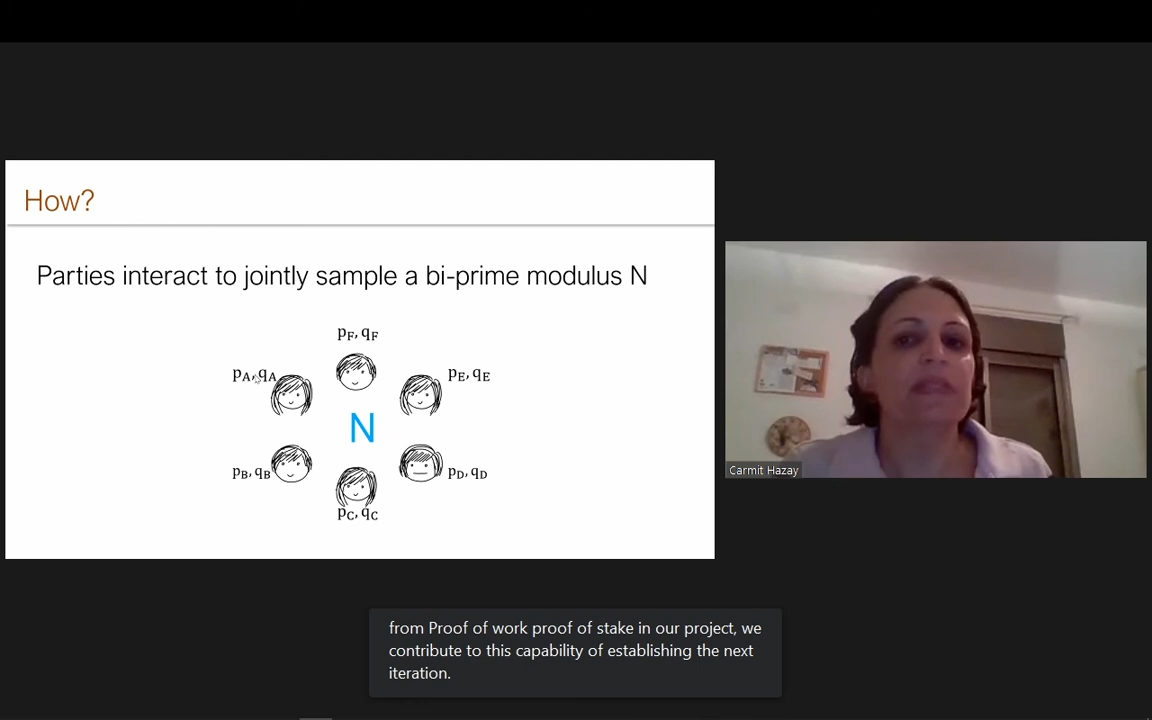 How?
Parties interact to jointly sample a bi-prime modulus N
pF, qF
pA, qA
pE, qE
N
pB, qB
pD, qD
pC, qC
Carmit Hazay
from Proof of work proof of stake in our project, we
contribute to this capability of establishing the next
iteration.